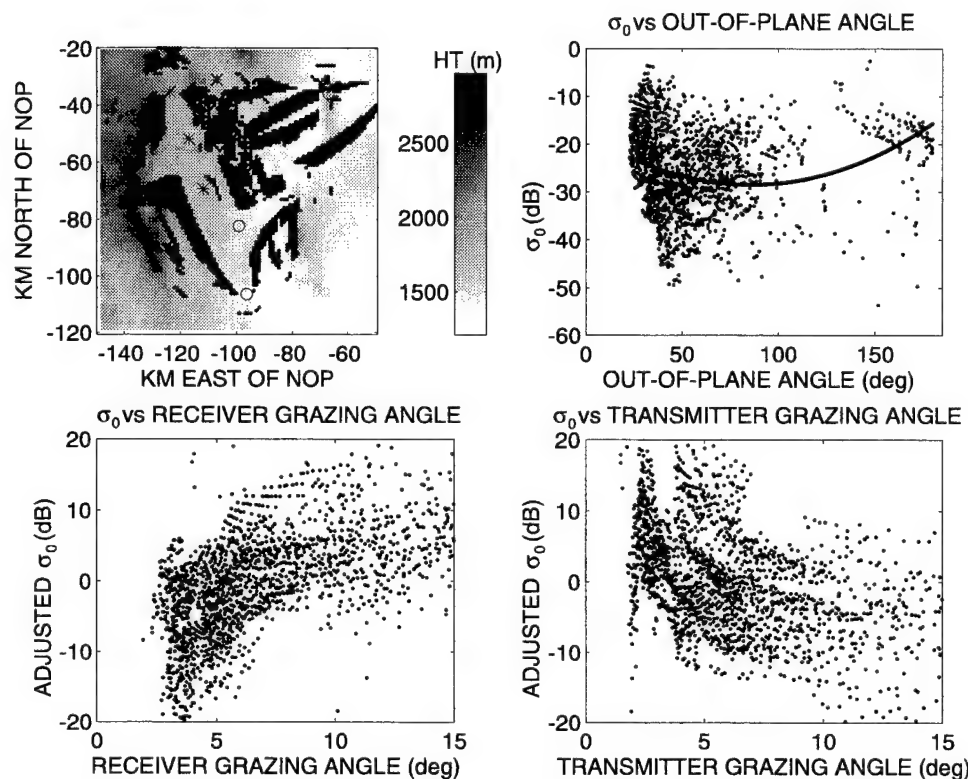 σ₀ vs OUT-OF-PLANE ANGLE
-20
-40
-60
-80
-100
-120
KM NORTH OF NOP
-140 -120 -100 -80 -60
KM EAST OF NOP
HT (m)
2500
2000
1500
0
-10
-20
-30
-40
-50
-60
σ₀ (dB)
0 50 100 150
OUT-OF-PLANE ANGLE (deg)
σ₀ vs RECEIVER GRAZING ANGLE
20
10
0
-10
-20
ADJUSTED σ₀ (dB)
0 5 10 15
RECEIVER GRAZING ANGLE (deg)
σ₀ vs TRANSMITTER GRAZING ANGLE
20
10
0
-10
-20
ADJUSTED σ₀ (dB)
0 5 10 15
TRANSMITTER GRAZING ANGLE (deg)